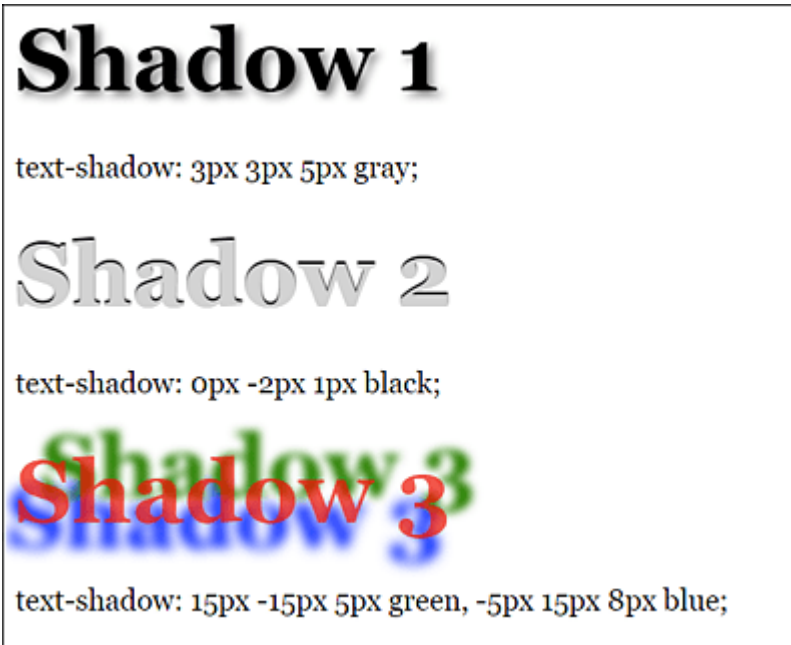 Shadow 1
text-shadow: 3px 3px 5px gray;
Shadow 2
text-shadow: 0px -2px 1px black;
Shadow 3
text-shadow: 15px -15px 5px green, -5px 15px 8px blue;